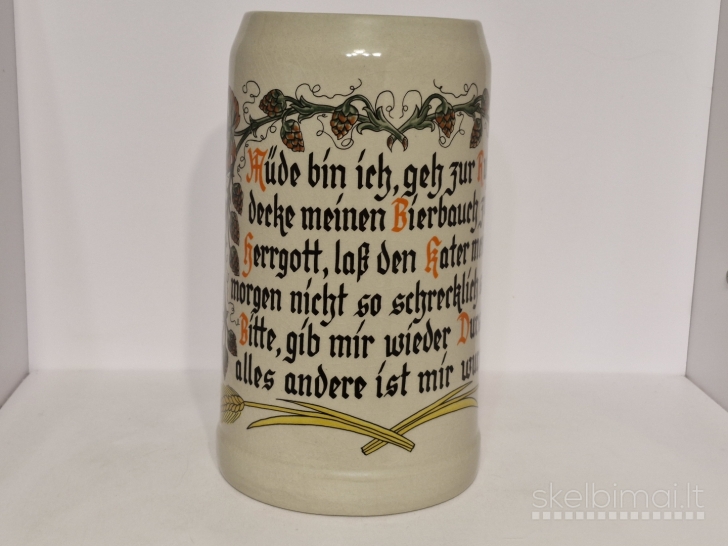 Müde bin ich, geh zur
decke meinen Bierbauch
Herrgott, laß den Kater
morgen nicht so schrecklich
Bitte, gib mir wieder
alles andere ist mir
skelbimai.lt